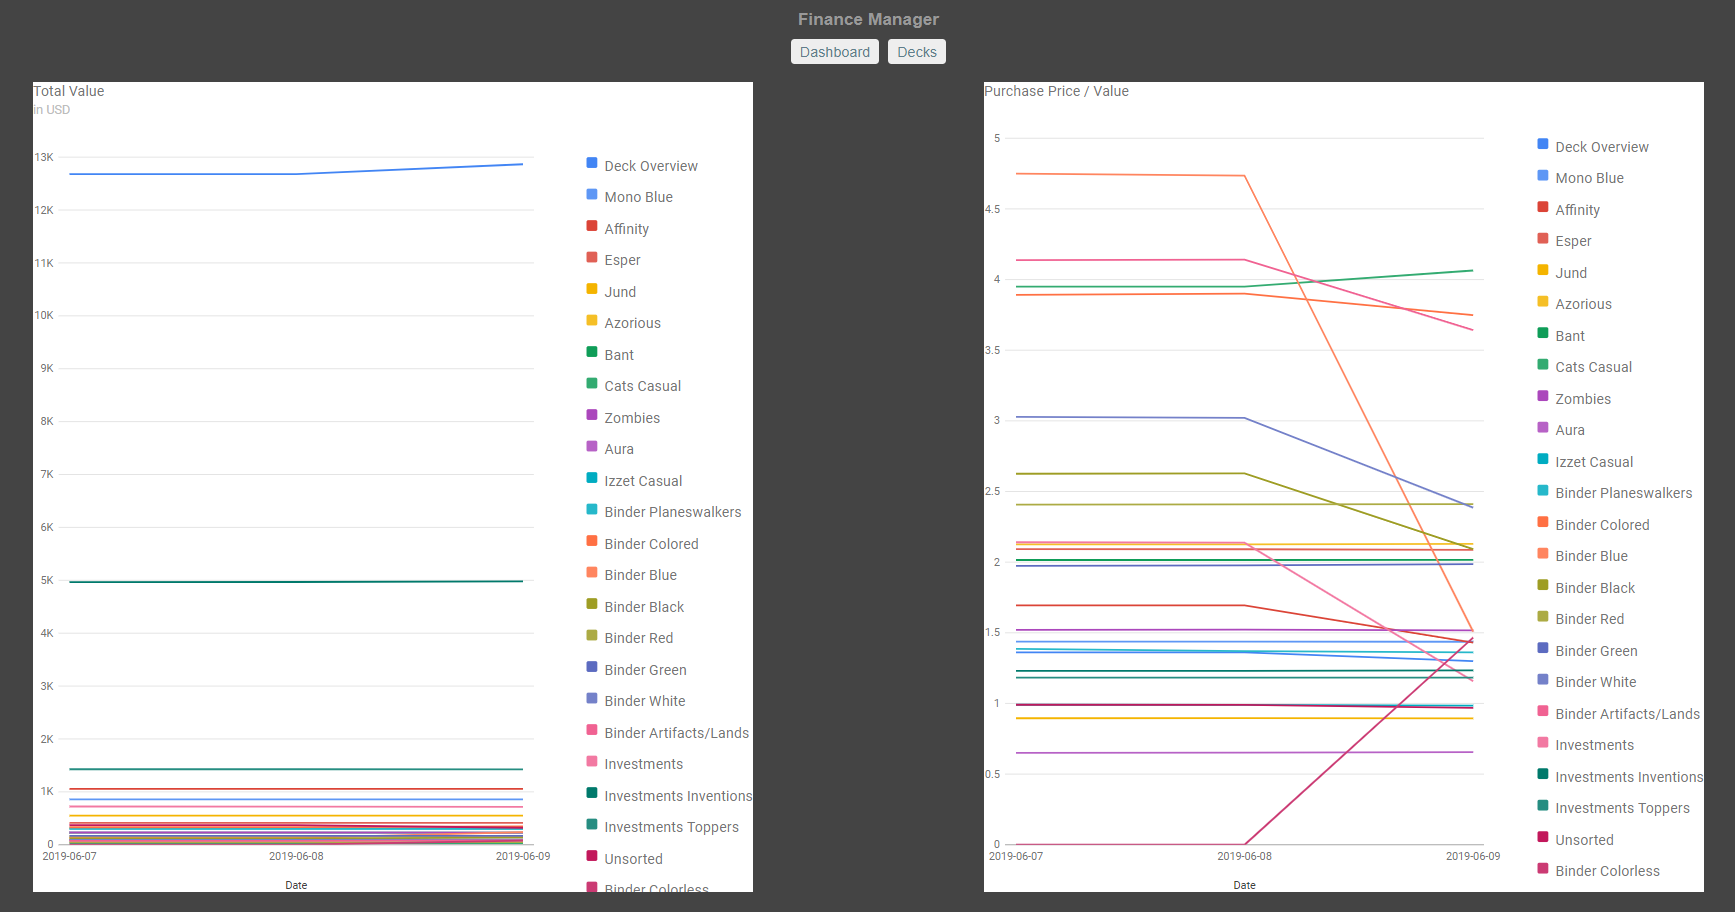 Finance Manager
Dashboard Decks
Total Value
in USD
13K
12K
11K
10K
9K
8K
7K
6K
5K
4K
3K
2K
1K
0
2019-06-07 2019-06-08 2019-06-09
Date
Deck Overview
Mono Blue
Affinity
Esper
Jund
Azorious
Bant
Cats Casual
Zombies
Aura
Izzet Casual
Binder Planeswalkers
Binder Colored
Binder Blue
Binder Black
Binder Red
Binder Green
Binder White
Binder Artifacts/Lands
Investments
Investments Inventions
Investments Toppers
Unsorted
Binder Colorless
Purchase Price / Value
5
4.5
4
3.5
3
2.5
2
1.5
1
0.5
0
2019-06-07 2019-06-08 2019-06-09
Date
Deck Overview
Mono Blue
Affinity
Esper
Jund
Azorious
Bant
Cats Casual
Zombies
Aura
Izzet Casual
Binder Planeswalkers
Binder Colored
Binder Blue
Binder Black
Binder Red
Binder Green
Binder White
Binder Artifacts/Lands
Investments
Investments Inventions
Investments Toppers
Unsorted
Binder Colorless